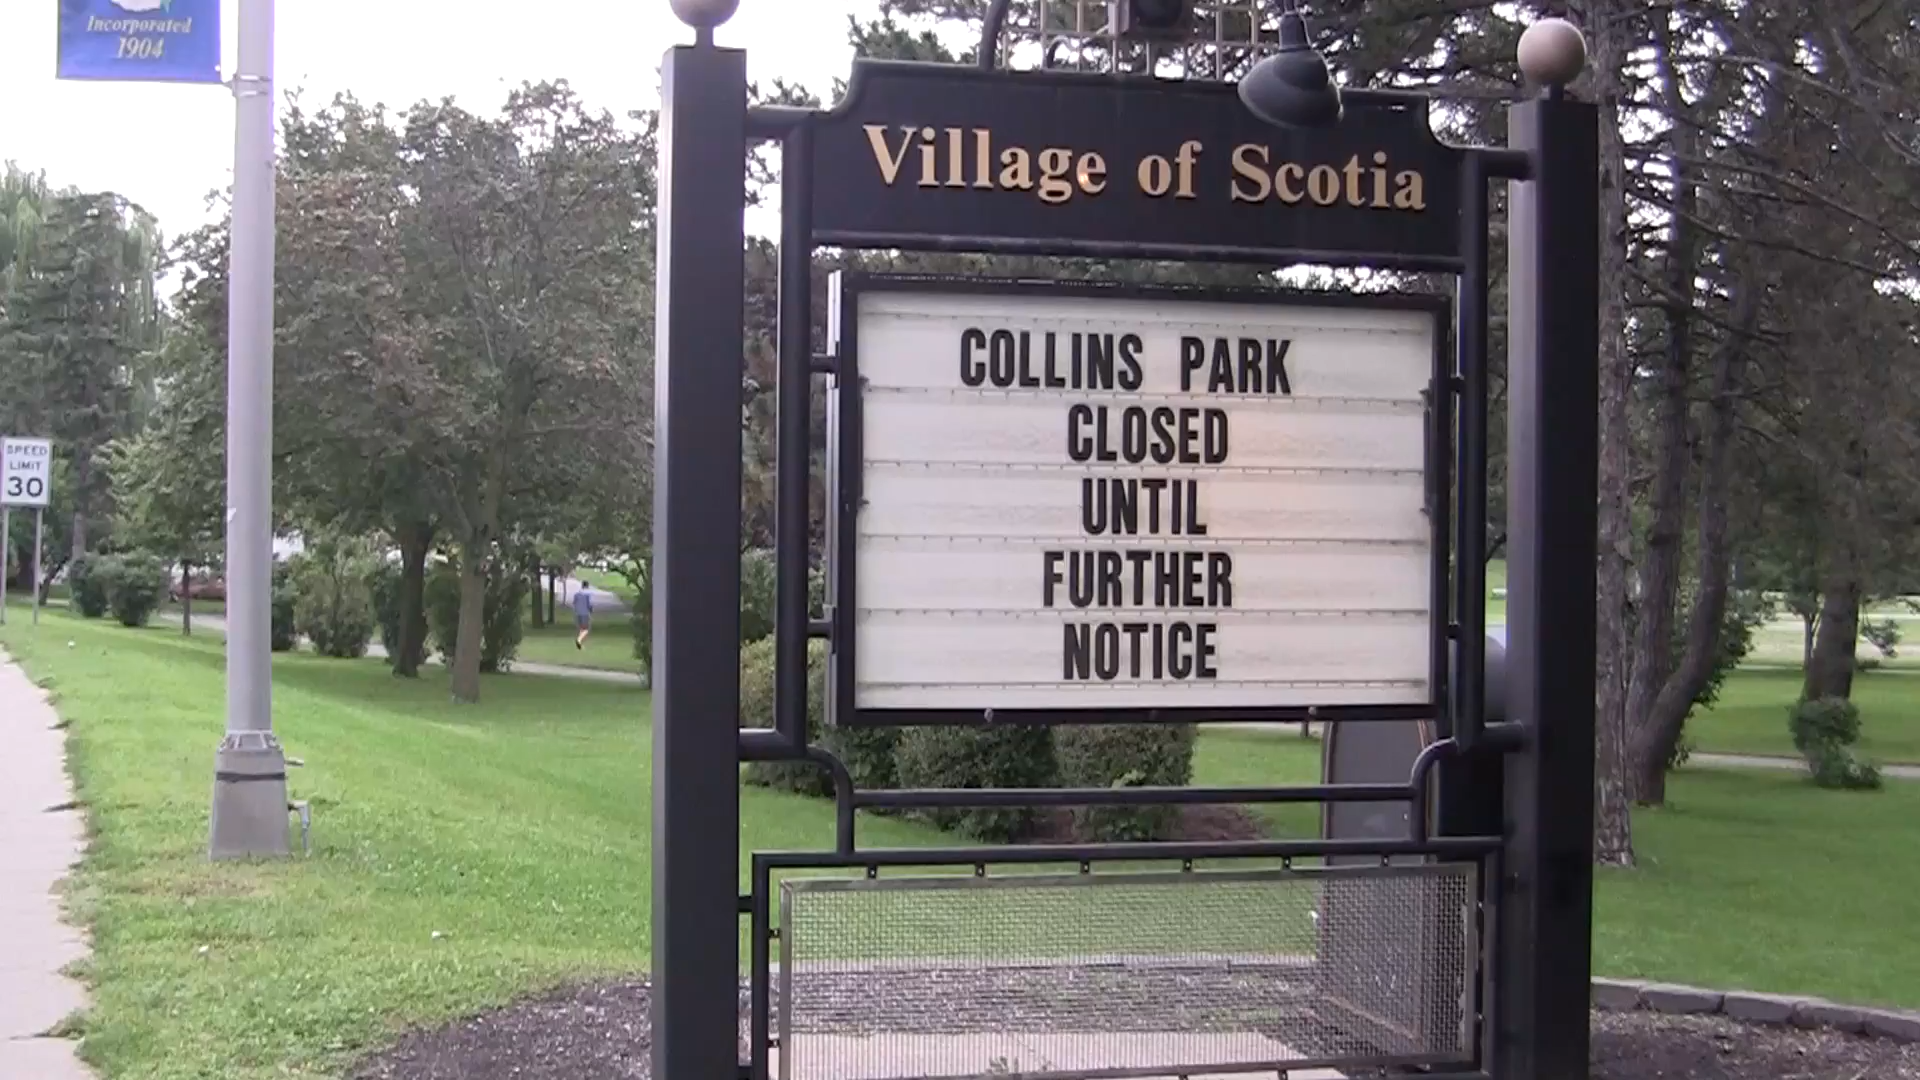 Incorporated
1904
Village of Scotia
COLLINS PARK
CLOSED
UNTIL
FURTHER
NOTICE
SPEED
LIMIT
30